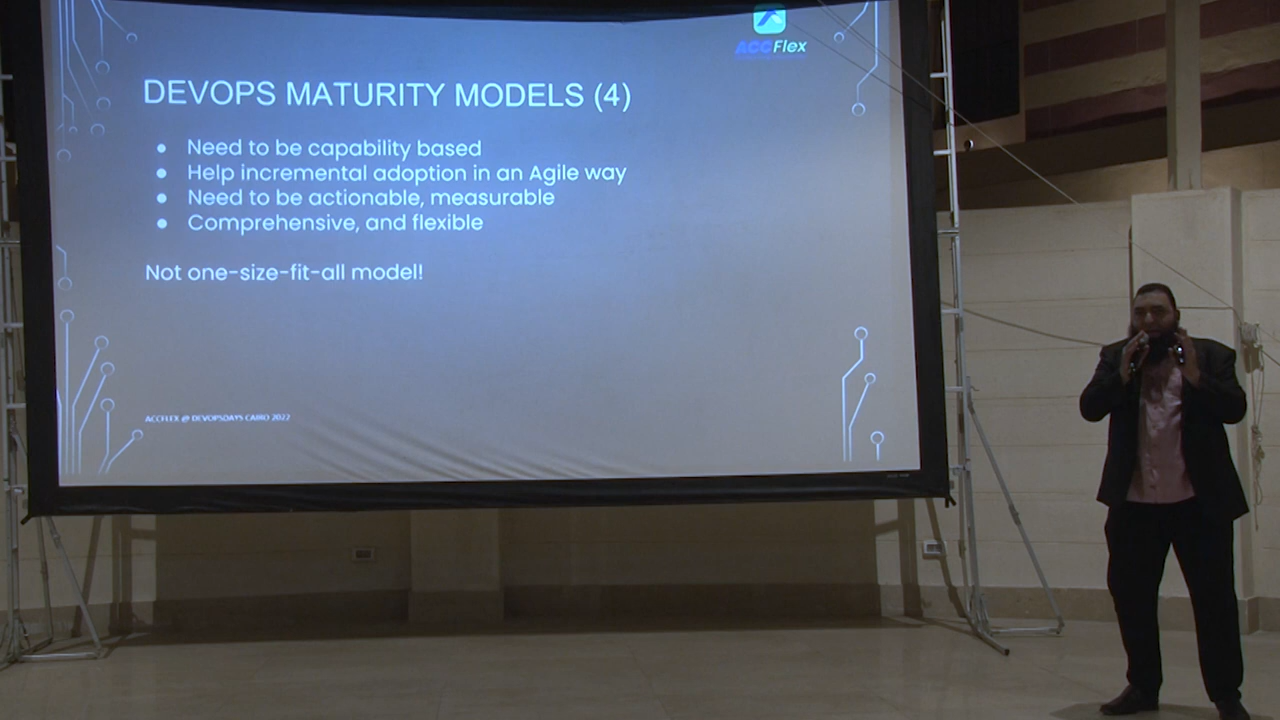 ACCFlex
DEVOPS MATURITY MODELS (4)
● Need to be capability based
● Help incremental adoption in an Agile way
● Need to be actionable, measurable
● Comprehensive, and flexible
Not one-size-fit-all model!
ACCFLEX @ DEVOPSDAYS CAIRO 2022